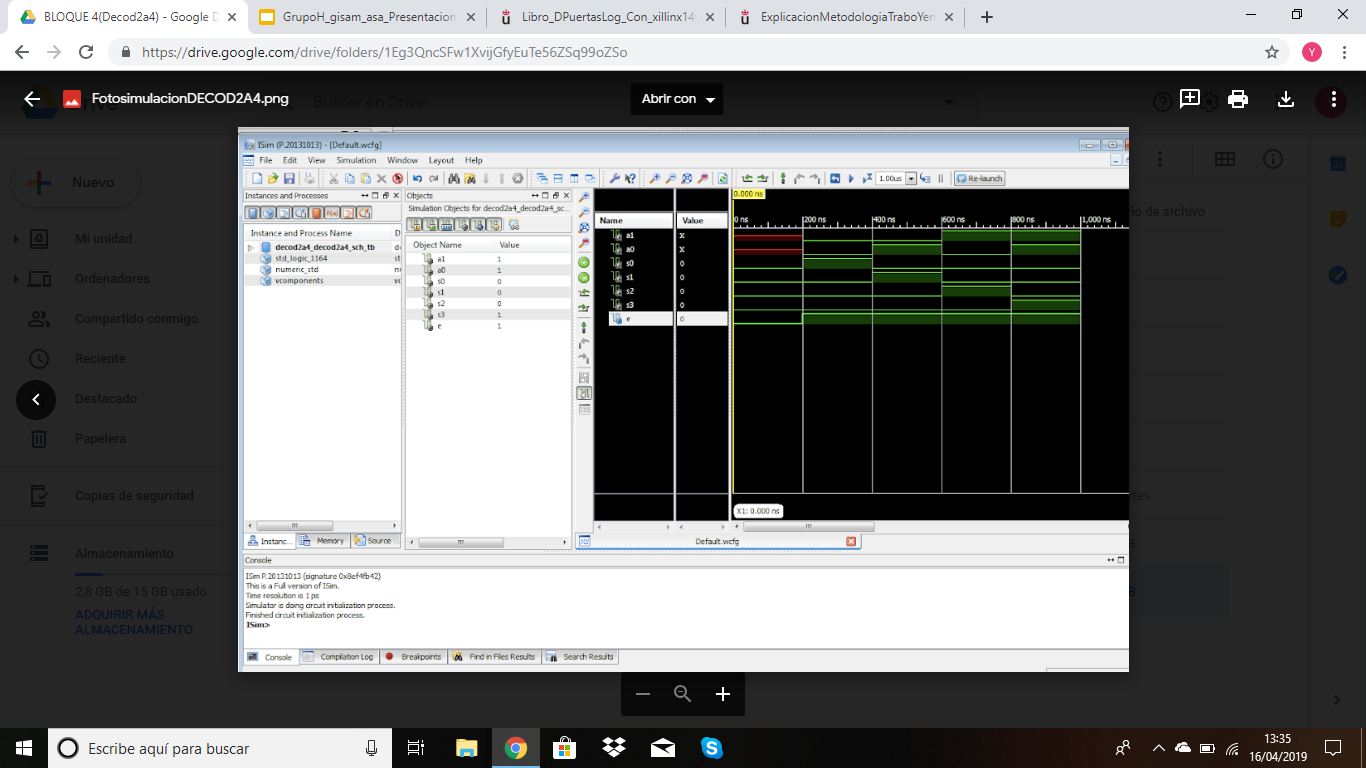 BLOQUE 4(Decod2a4) - Google D
GrupoH_gisam_asa_Presentacion
Libro_DPuertasLog_Con_xillinx14
ExplicacionMetodologiaTraboYen
https://drive.google.com/drive/folders/1Eg3QncSFw1XvijGfyEuTe56ZSq99oZSo
Y
FotosimulacionDECOD2A4.png
Buscar en Drive
Abrir con
Nuevo
Mi unidad
Ordenadores
Compartido conmigo
Reciente
Destacado
Papelera
Copias de seguridad
Almacenamiento
2,8 GB de 15 GB usado
ADQUIRIR MÁS
ALMACENAMIENTO
ño de archivo
ISim (P.20131013) - [Default.wcfg]
File Edit View Simulation Window Layout Help
1.00us
Re-launch
Instances and Processes
Instance and Process Name D
decod2a4_decod2a4_sch_tb
std_logic_1164
numeric_std
vcomponents
Instanc...
Memory
Source
Objects
Simulation Objects for decod2a4_decod2a4_sc...
Object Name Value
a1 1
a0 1
s0 0
s1 0
s2 0
s3 1
e 1
Name Value
a1 X
a0 X
s0 0
s1 0
s2 0
s3 0
e 0
0.000 ns
0 ns 200 ns 400 ns 600 ns 800 ns 1,000 ns
X1: 0.000 ns
Default.wcfg
Console
ISim P.20131013 (signature 0x8ef4fb42)
This is a Full version of ISim.
Time resolution is 1 ps
Simulator is doing circuit initialization process.
Finished circuit initialization process.
ISim>
Console
Compilation Log
Breakpoints
Find in Files Results
Search Results
Escribe aquí para buscar
13:35
16/04/2019